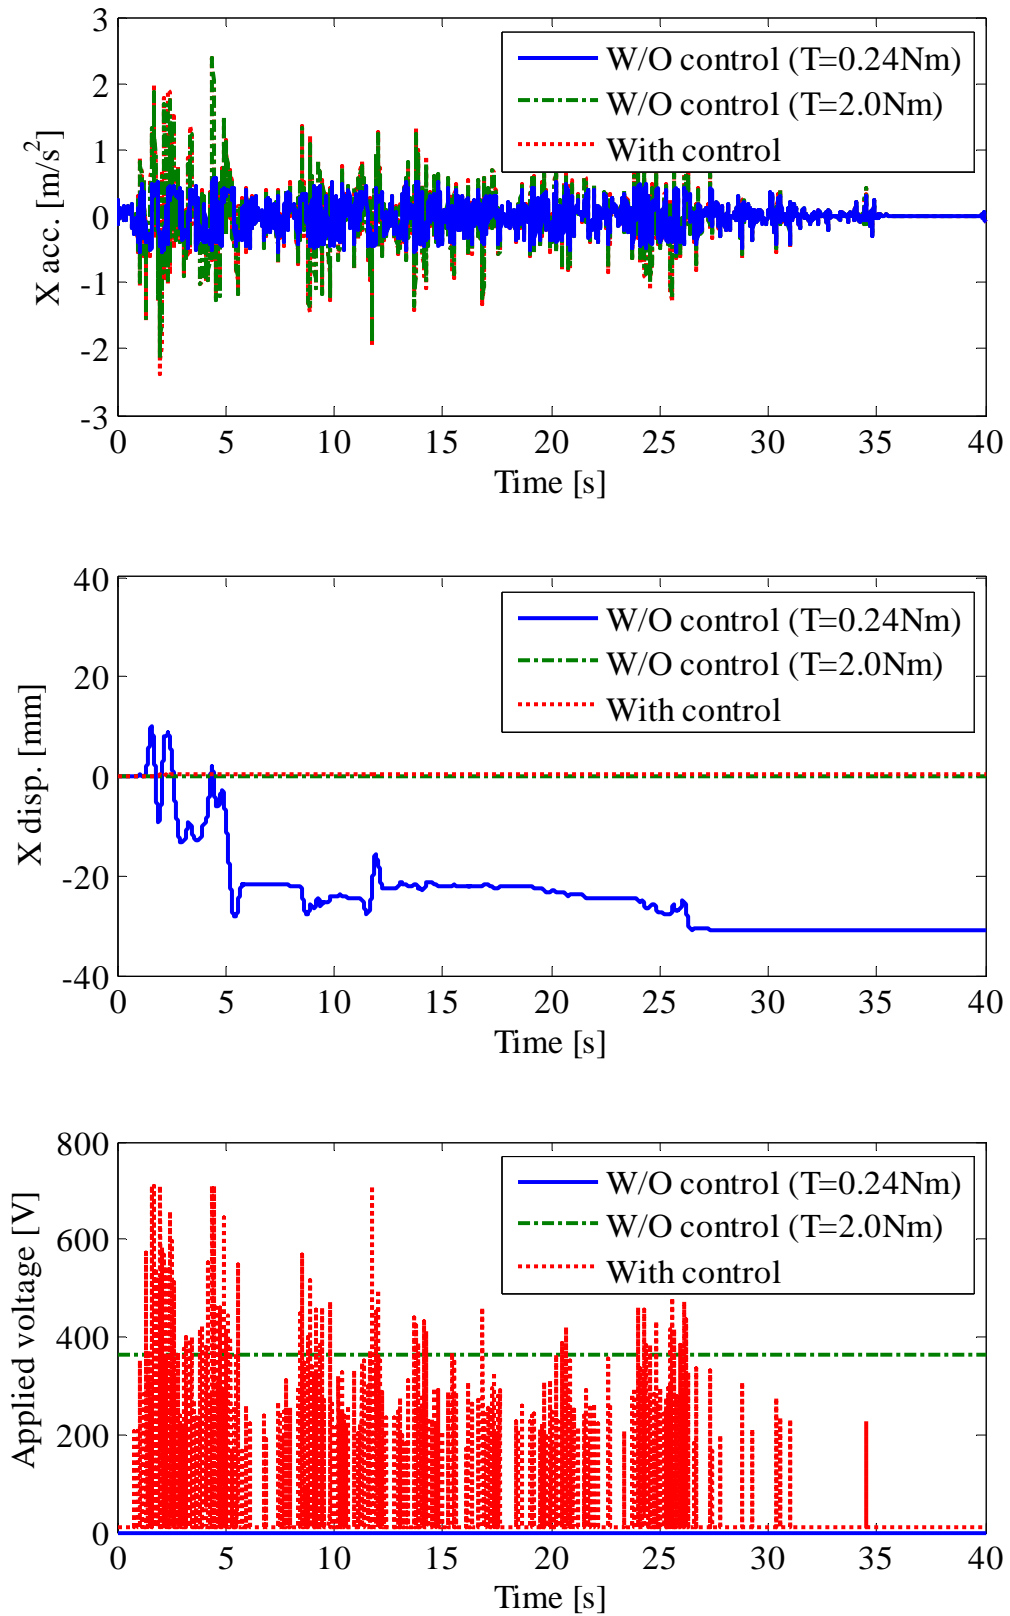 3
2
1
0
-1
-2
-3
X acc. [m/s2]
W/O control (T=0.24Nm)
W/O control (T=2.0Nm)
With control
0 5 10 15 20 25 30 35 40
Time [s]
40
20
0
-20
-40
X disp. [mm]
W/O control (T=0.24Nm)
W/O control (T=2.0Nm)
With control
0 5 10 15 20 25 30 35 40
Time [s]
800
600
400
200
0
Applied voltage [V]
W/O control (T=0.24Nm)
W/O control (T=2.0Nm)
With control
0 5 10 15 20 25 30 35 40
Time [s]